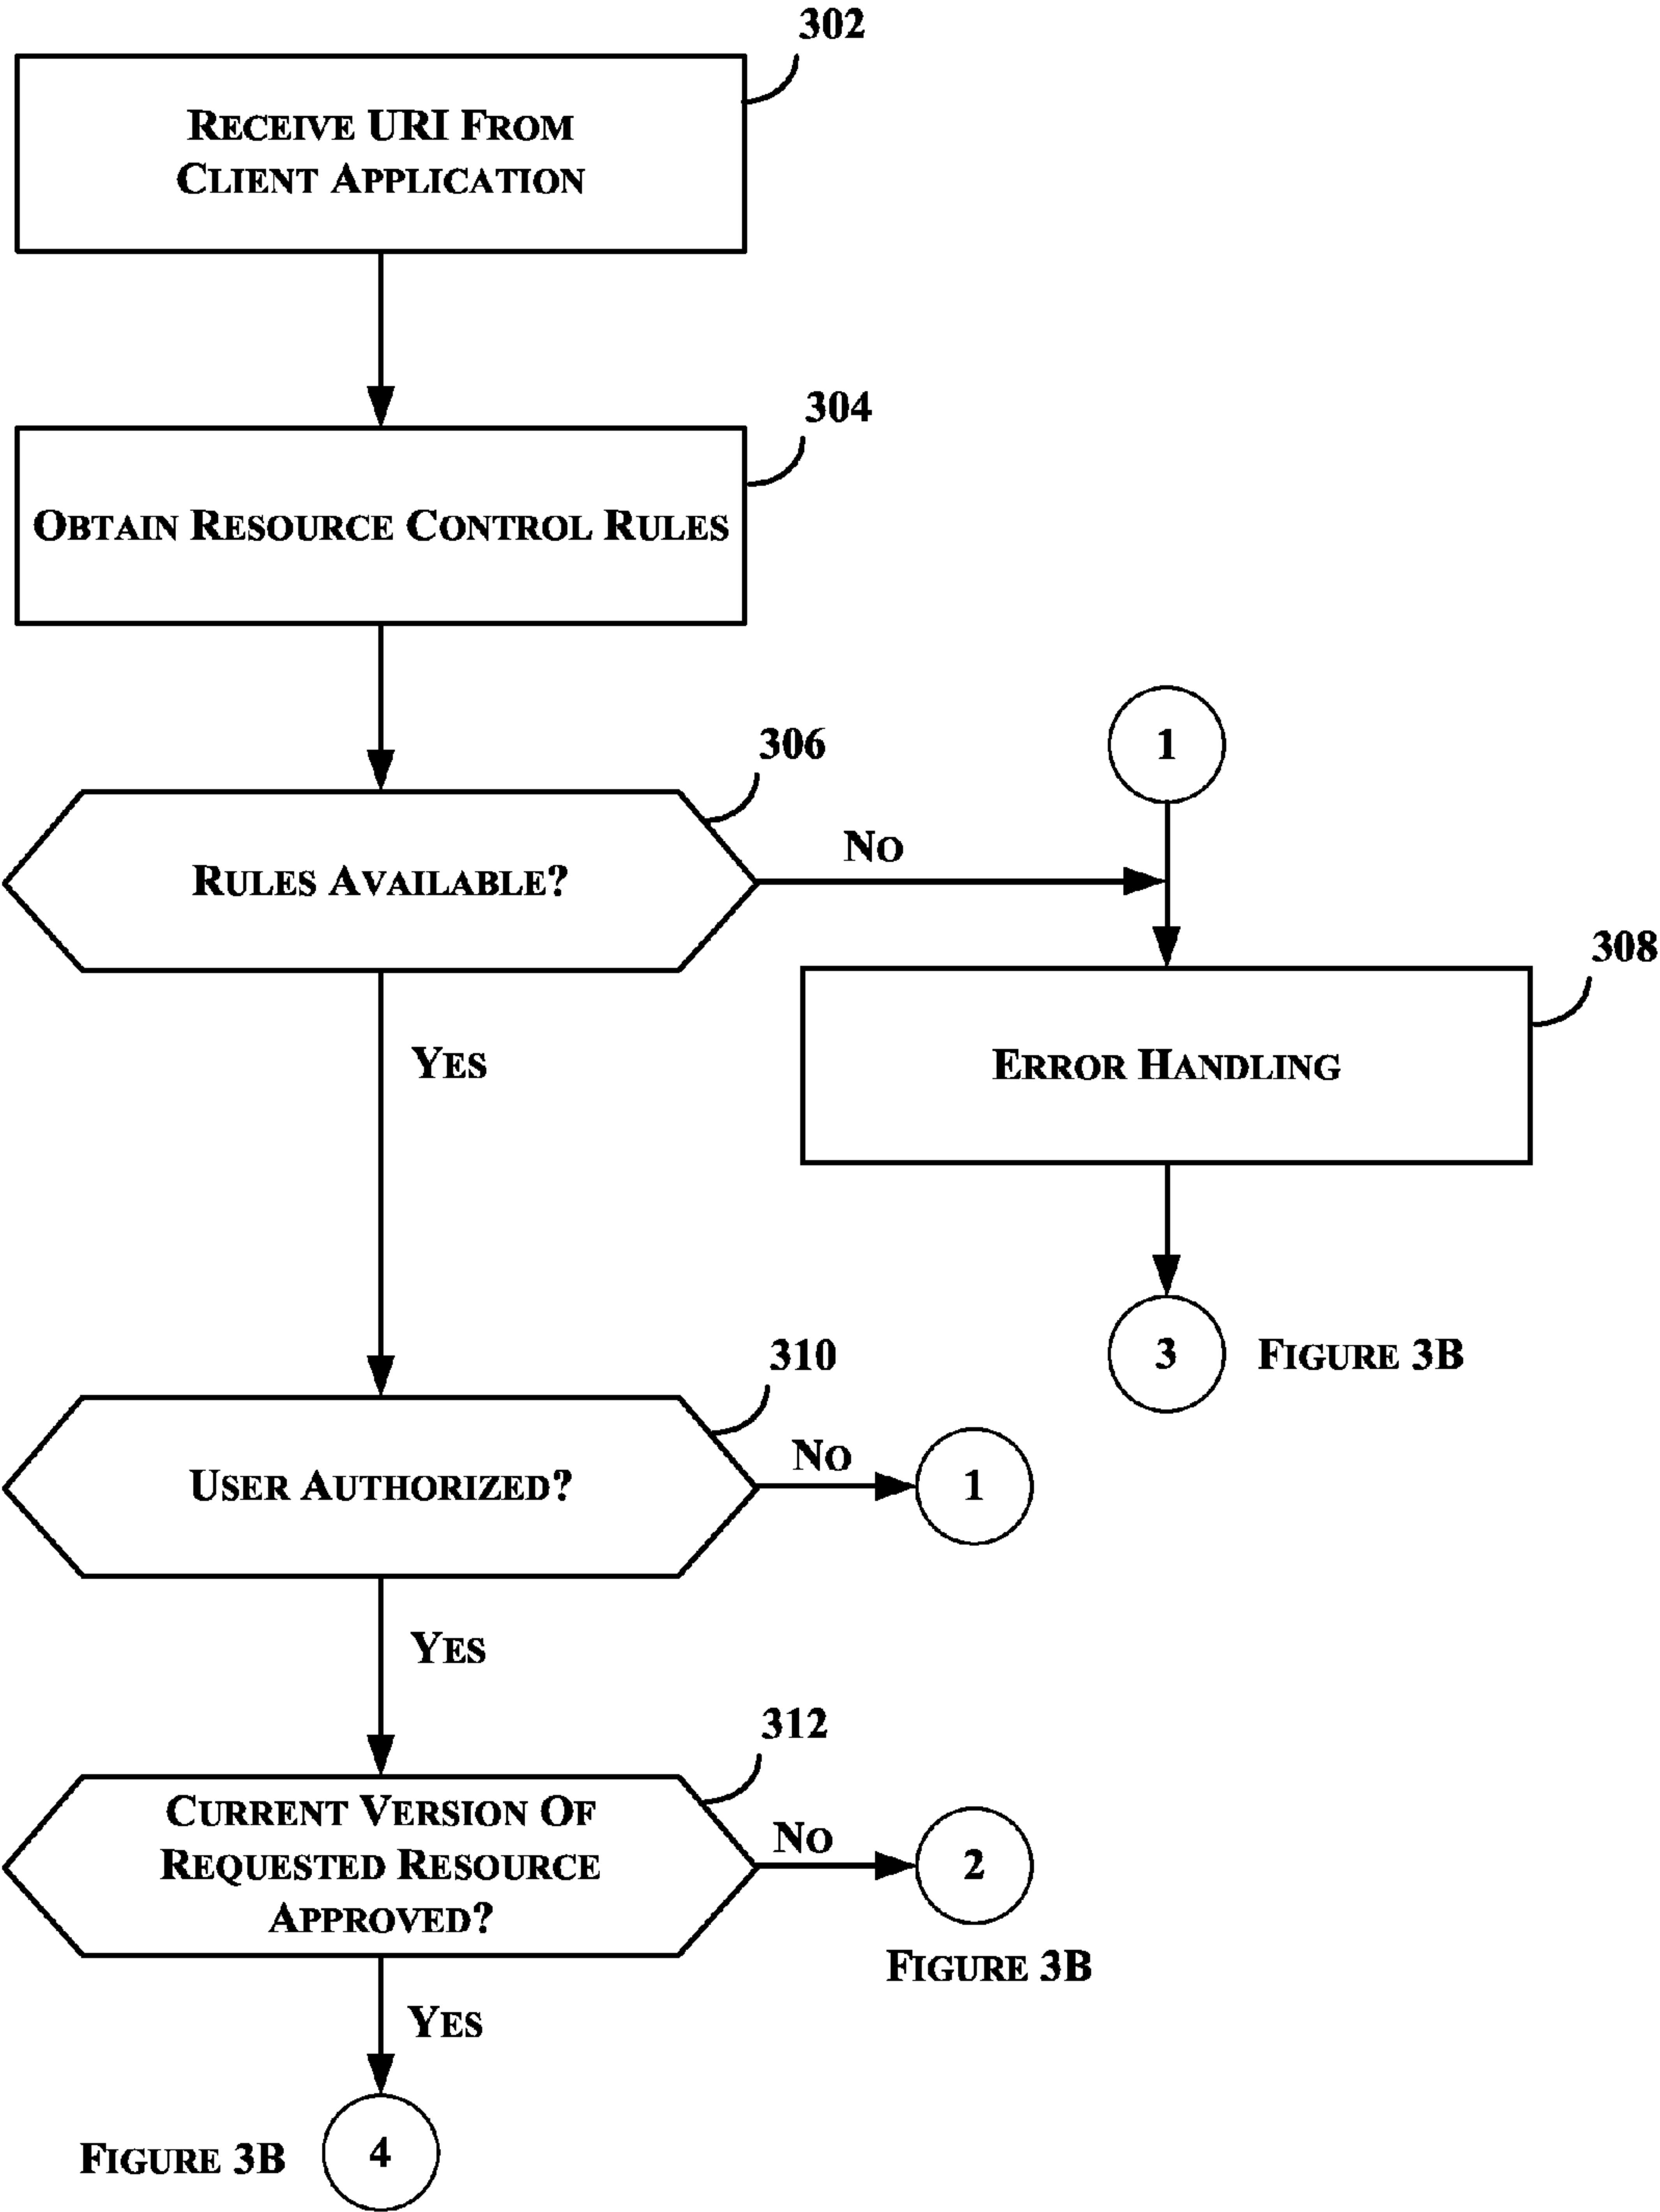 302
RECEIVE URI FROM
CLIENT APPLICATION
304
OBTAIN RESOURCE CONTROL RULES
306
1
RULES AVAILABLE?
NO
308
YES
ERROR HANDLING
3
FIGURE 3B
310
USER AUTHORIZED?
NO
1
YES
312
CURRENT VERSION OF
REQUESTED RESOURCE
APPROVED?
NO
2
FIGURE 3B
YES
FIGURE 3B
4